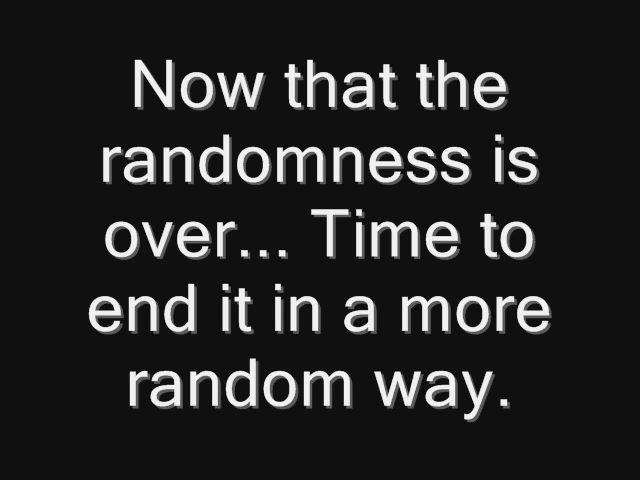 Now that the
randomness is
over... Time to
end it in a more
random way.